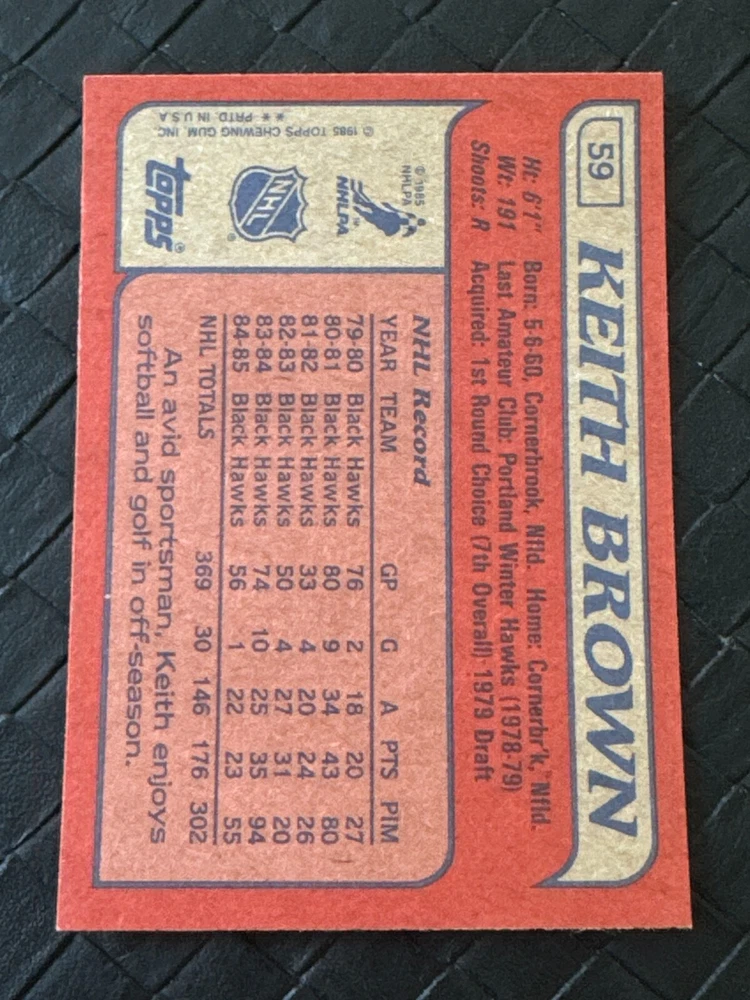 59
KEITH BROWN
Ht: 6'1" Born: 5-6-60, Cornerbrook, Nfld. Home: Cornerbr'k, Nfld.
Wt: 191 Last Amateur Club: Portland Winter Hawks (1978-79)
Shoots: R Acquired: 1st Round Choice (7th Overall) 1979 Draft
© 1985
NHLPA
NHLPA
TM
NHL
®
topps®
© 1985 TOPPS CHEWING GUM, INC.
** PRTD. IN U.S.A.
NHL Record
YEAR TEAM GP G A PTS PIM
79-80 Black Hawks 76 2 18 20 27
80-81 Black Hawks 80 9 34 43 80
81-82 Black Hawks 33 4 20 24 26
82-83 Black Hawks 50 4 27 31 20
83-84 Black Hawks 74 10 25 35 94
84-85 Black Hawks 56 1 22 23 55
NHL TOTALS 369 30 146 176 302
An avid sportsman, Keith enjoys
softball and golf in off-season.